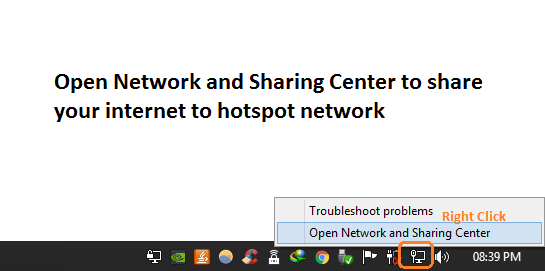 Open Network and Sharing Center to share
your internet to hotspot network
Troubleshoot problems
Right Click
Open Network and Sharing Center
08:39 PM